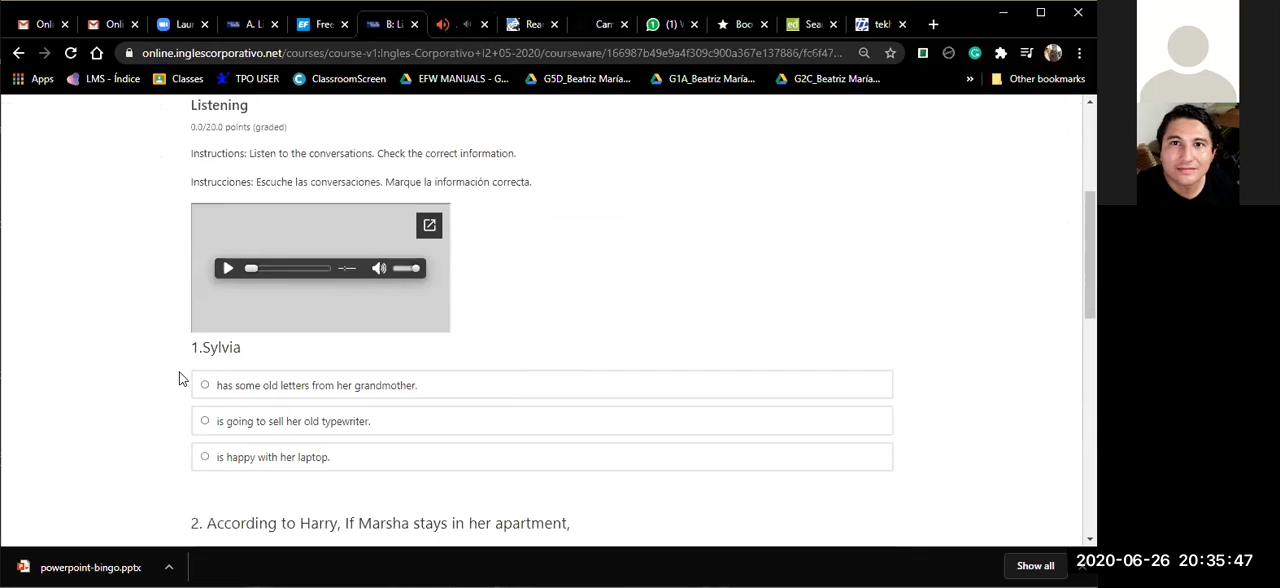 Onli
Onli
Laur
A. Li
Free
B: Li
Rea
Can
(1)
Boo
Sea
tekh
online.inglescorporativo.net/courses/course-v1:Ingles-Corporativo+I2+05-2020/courseware/166987b49e9a4f309c900a367e137886/fc6f47...
Apps
LMS - Índice
Classes
TPO USER
ClassroomScreen
EFW MANUALS - G...
G5D_Beatriz María...
G1A_Beatriz María...
G2C_Beatriz María...
»
Other bookmarks
Listening
0.0/20.0 points (graded)
Instructions: Listen to the conversations. Check the correct information.
Instrucciones: Escuche las conversaciones. Marque la información correcta.
--:--
1.Sylvia
has some old letters from her grandmother.
is going to sell her old typewriter.
is happy with her laptop.
2. According to Harry, If Marsha stays in her apartment,
powerpoint-bingo.pptx
Show all
2020-06-26 20:35:47